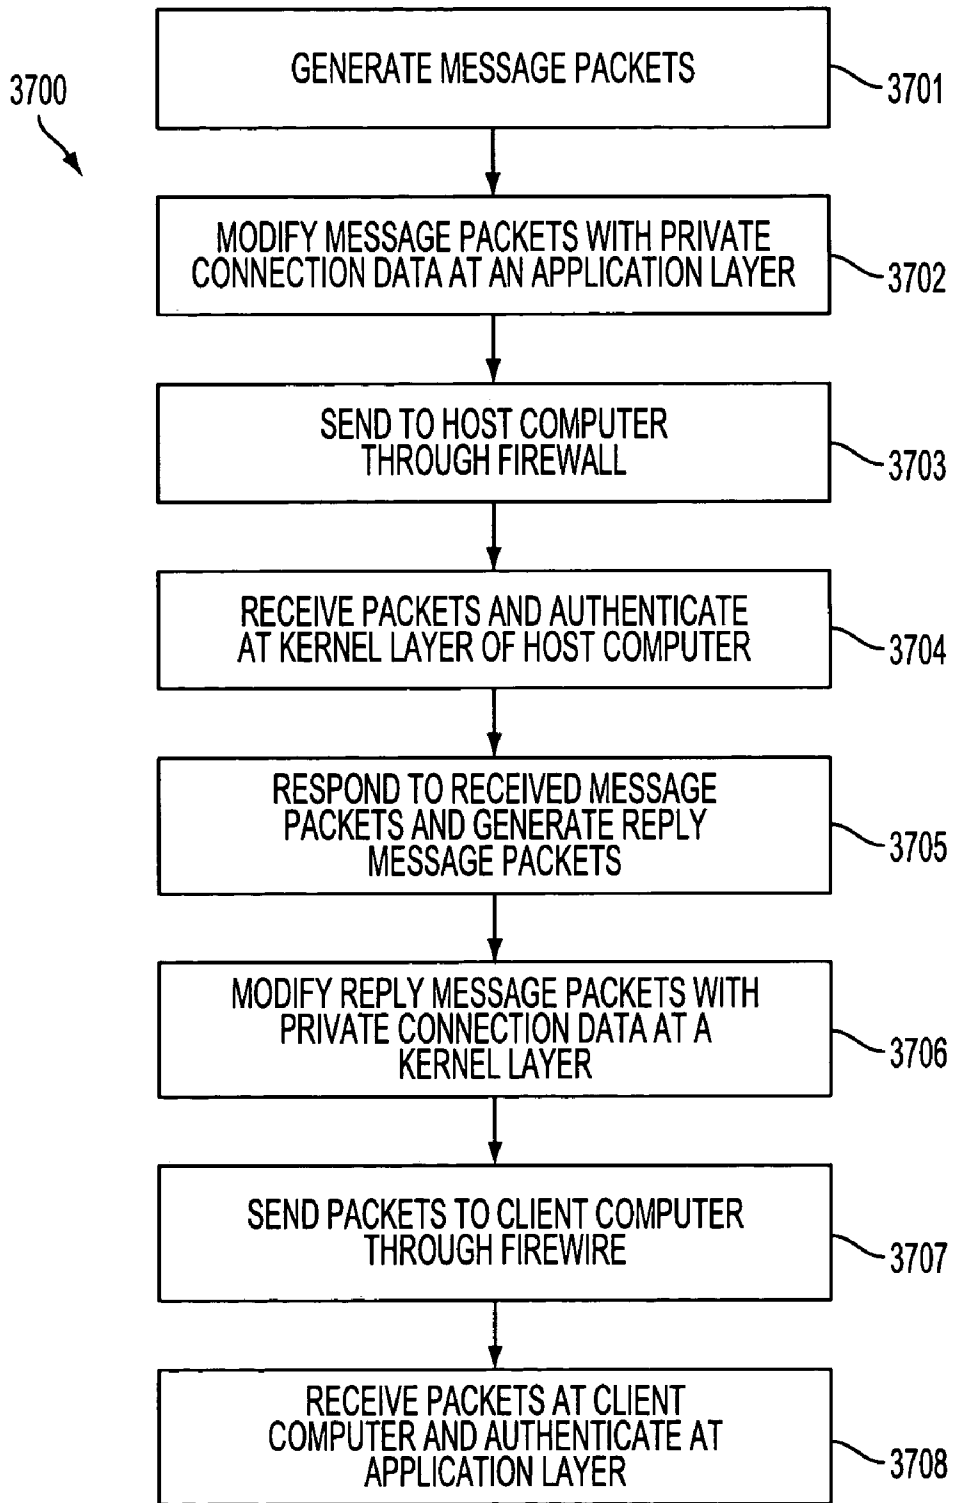 3700
GENERATE MESSAGE PACKETS
3701
MODIFY MESSAGE PACKETS WITH PRIVATE
CONNECTION DATA AT AN APPLICATION LAYER
3702
SEND TO HOST COMPUTER
THROUGH FIREWALL
3703
RECEIVE PACKETS AND AUTHENTICATE
AT KERNEL LAYER OF HOST COMPUTER
3704
RESPOND TO RECEIVED MESSAGE
PACKETS AND GENERATE REPLY
MESSAGE PACKETS
3705
MODIFY REPLY MESSAGE PACKETS WITH
PRIVATE CONNECTION DATA AT A
KERNEL LAYER
3706
SEND PACKETS TO CLIENT COMPUTER
THROUGH FIREWIRE
3707
RECEIVE PACKETS AT CLIENT
COMPUTER AND AUTHENTICATE AT
APPLICATION LAYER
3708